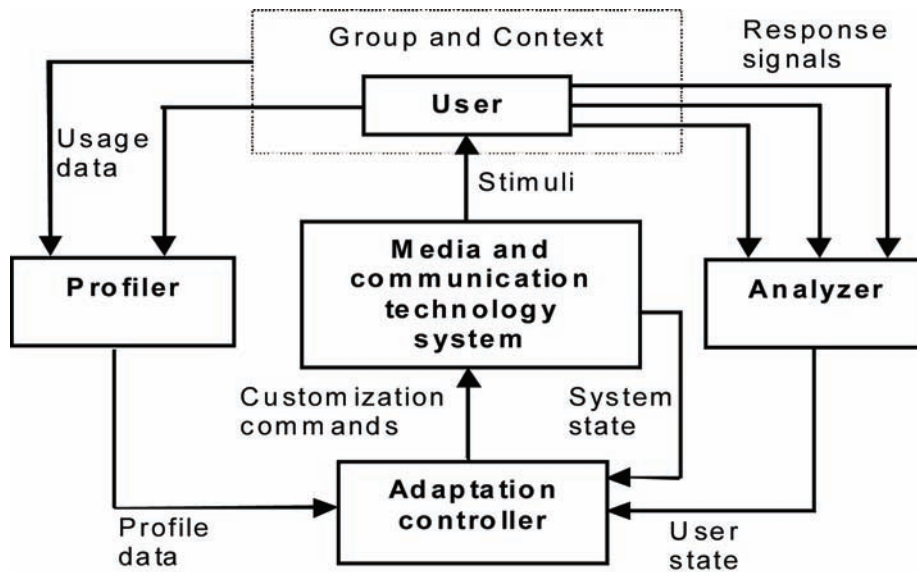 Group and Context
Response
signals
User
Usage
data
Stimuli
Profiler
Media and
communication
technology
system
Analyzer
Customization
commands
System
state
Adaptation
controller
Profile
data
User
state